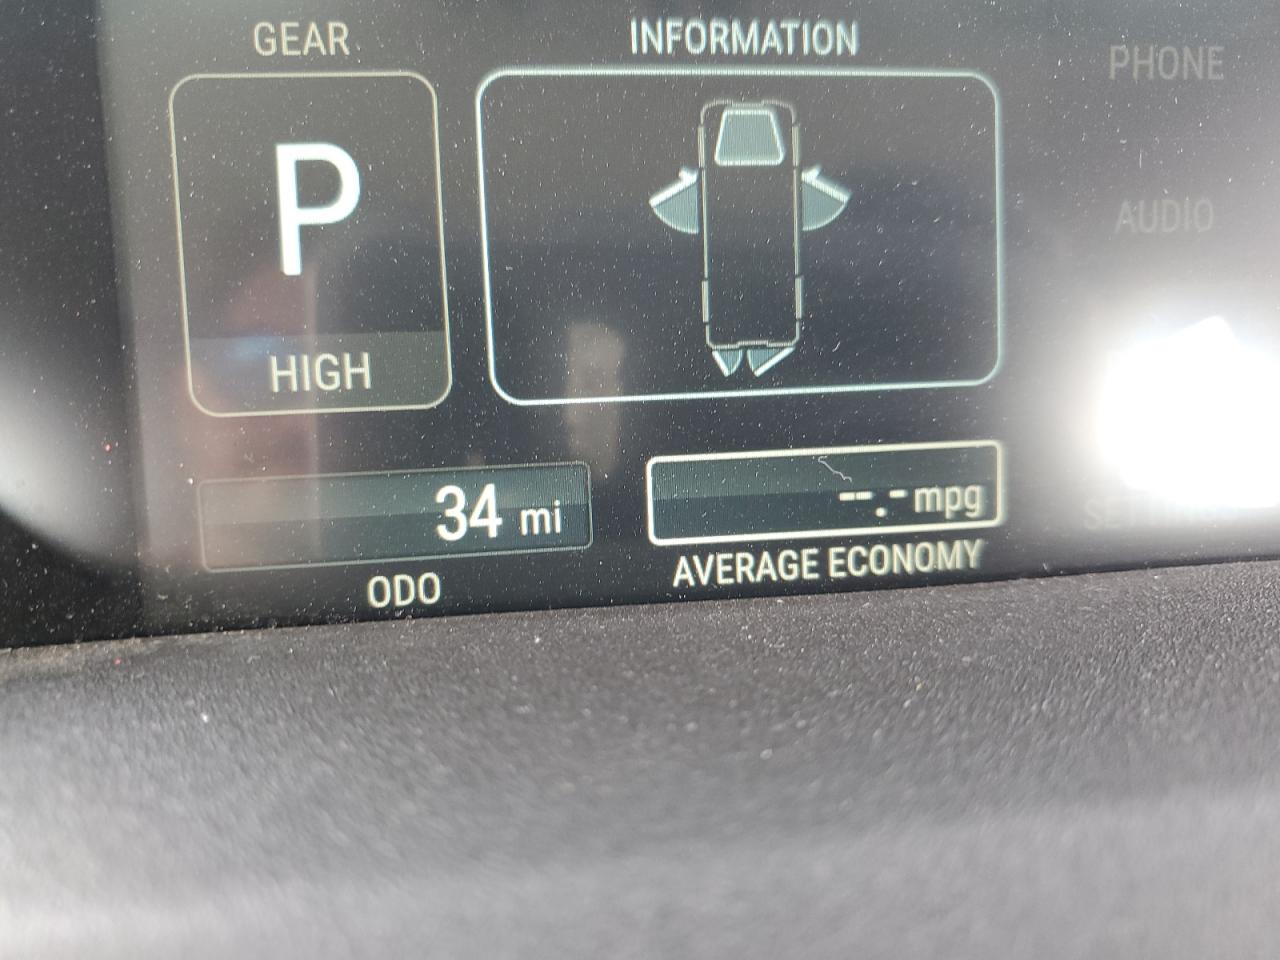 GEAR
INFORMATION
PHONE
P
AUDIO
HIGH
34 mi
--.- mpg
ODO
AVERAGE ECONOMY